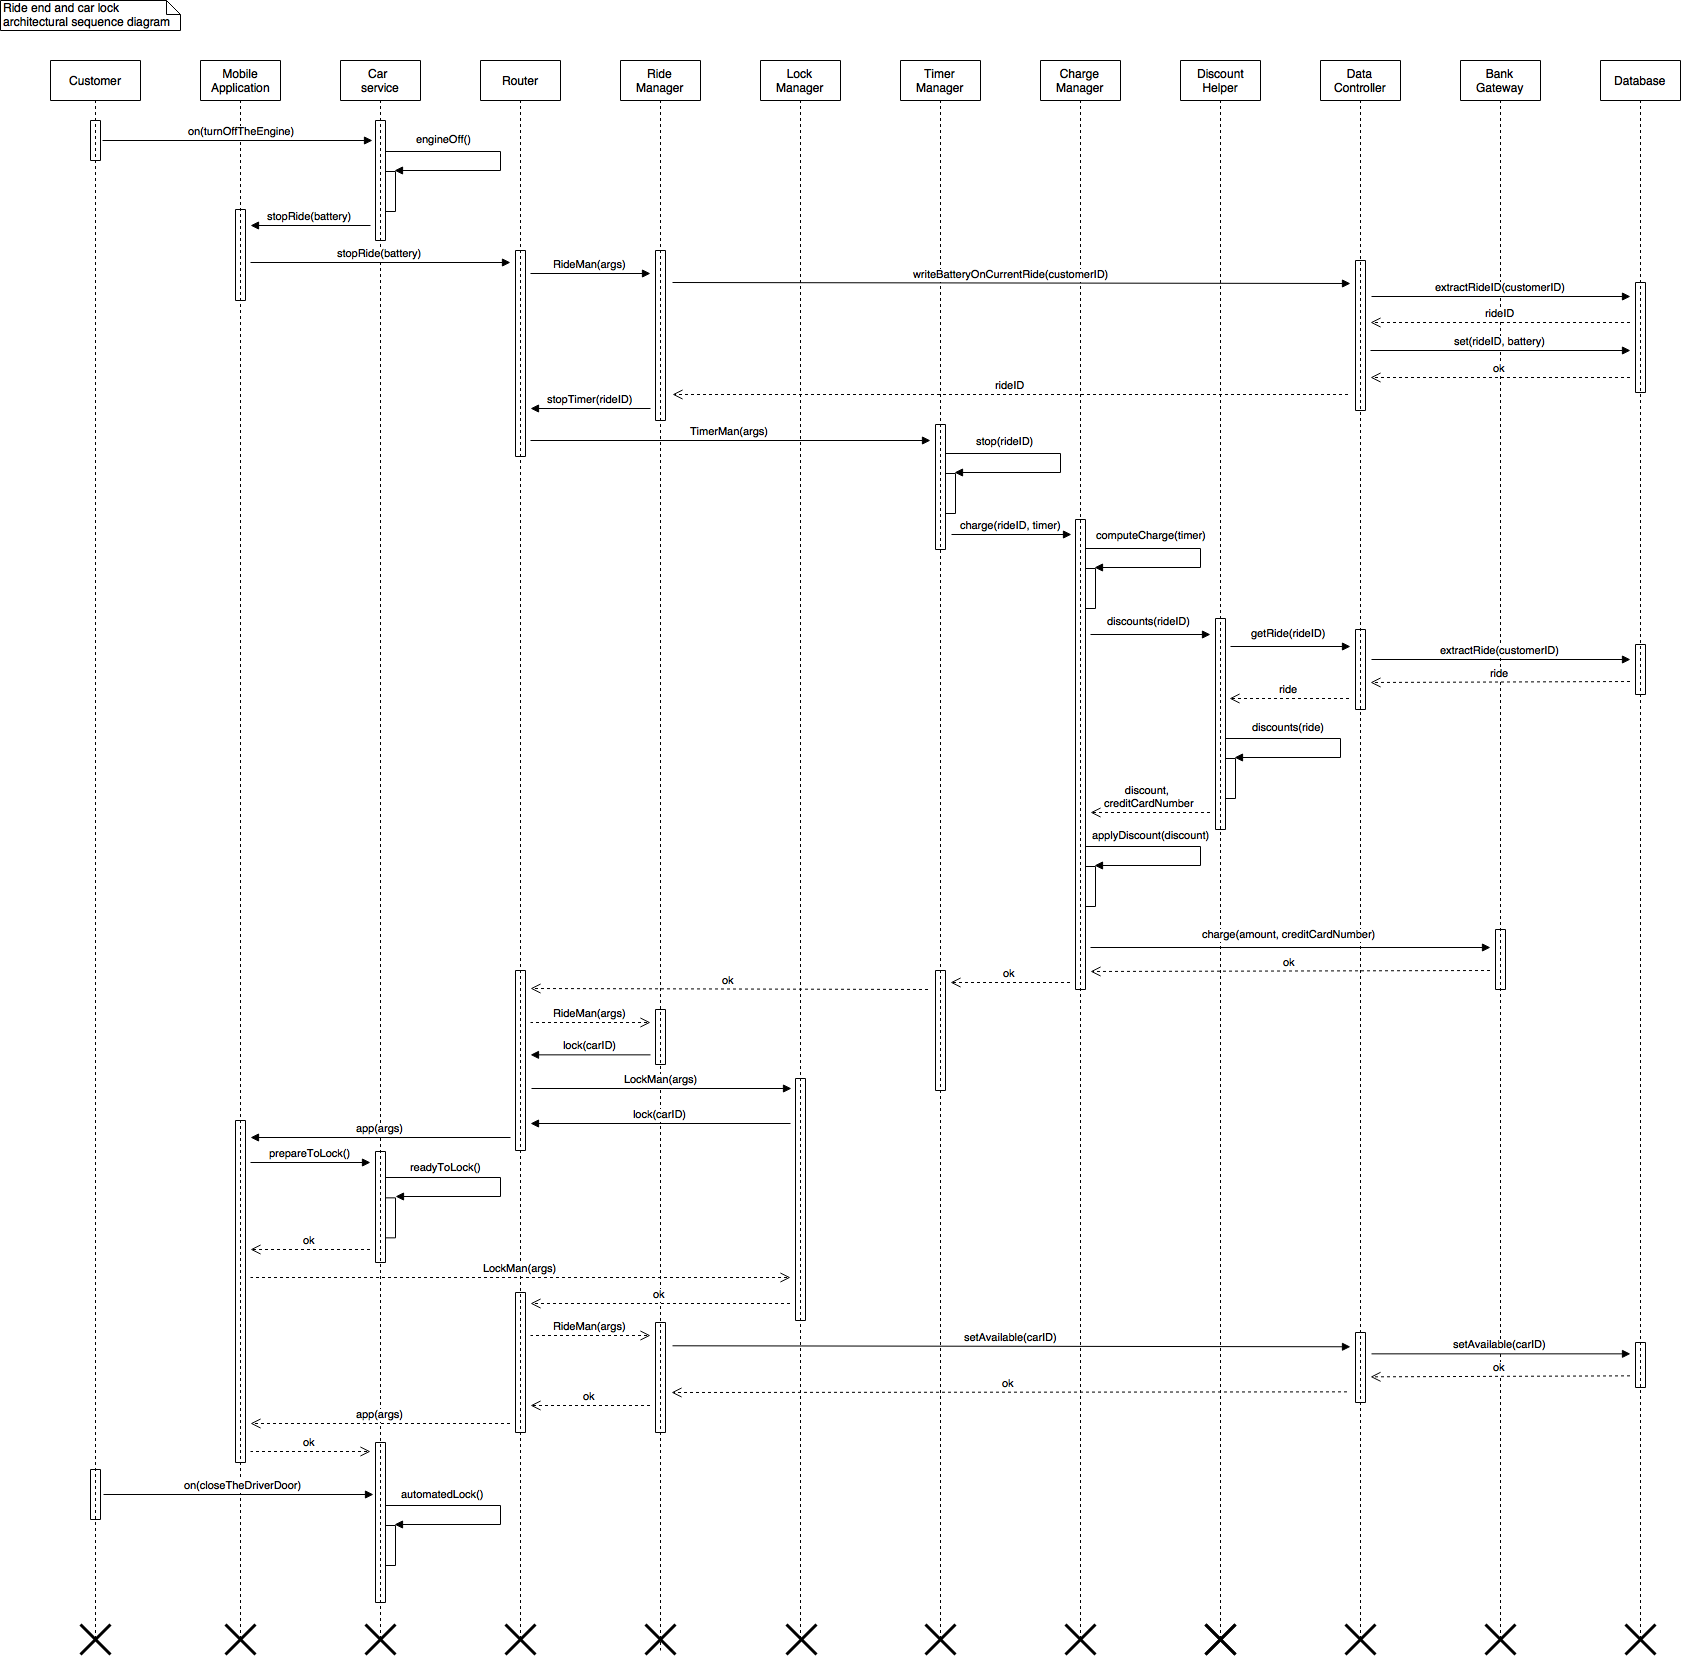 Ride end and car lock
architectural sequence diagram
Customer
Mobile
Application
Car
service
Router
Ride
Manager
Lock
Manager
Timer
Manager
Charge
Manager
Discount
Helper
Data
Controller
Bank
Gateway
Database
on(turnOffTheEngine)
engineOff()
stopRide(battery)
stopRide(battery)
RideMan(args)
writeBatteryOnCurrentRide(customerID)
extractRideID(customerID)
rideID
set(rideID, battery)
ok
rideID
stopTimer(rideID)
TimerMan(args)
stop(rideID)
charge(rideID, timer)
computeCharge(timer)
discounts(rideID)
getRide(rideID)
extractRide(customerID)
ride
ride
discounts(ride)
discount,
creditCardNumber
applyDiscount(discount)
charge(amount, creditCardNumber)
ok
ok
ok
RideMan(args)
lock(carID)
LockMan(args)
lock(carID)
app(args)
prepareToLock()
readyToLock()
ok
LockMan(args)
ok
RideMan(args)
setAvailable(carID)
setAvailable(carID)
ok
ok
ok
app(args)
ok
on(closeTheDriverDoor)
automatedLock()